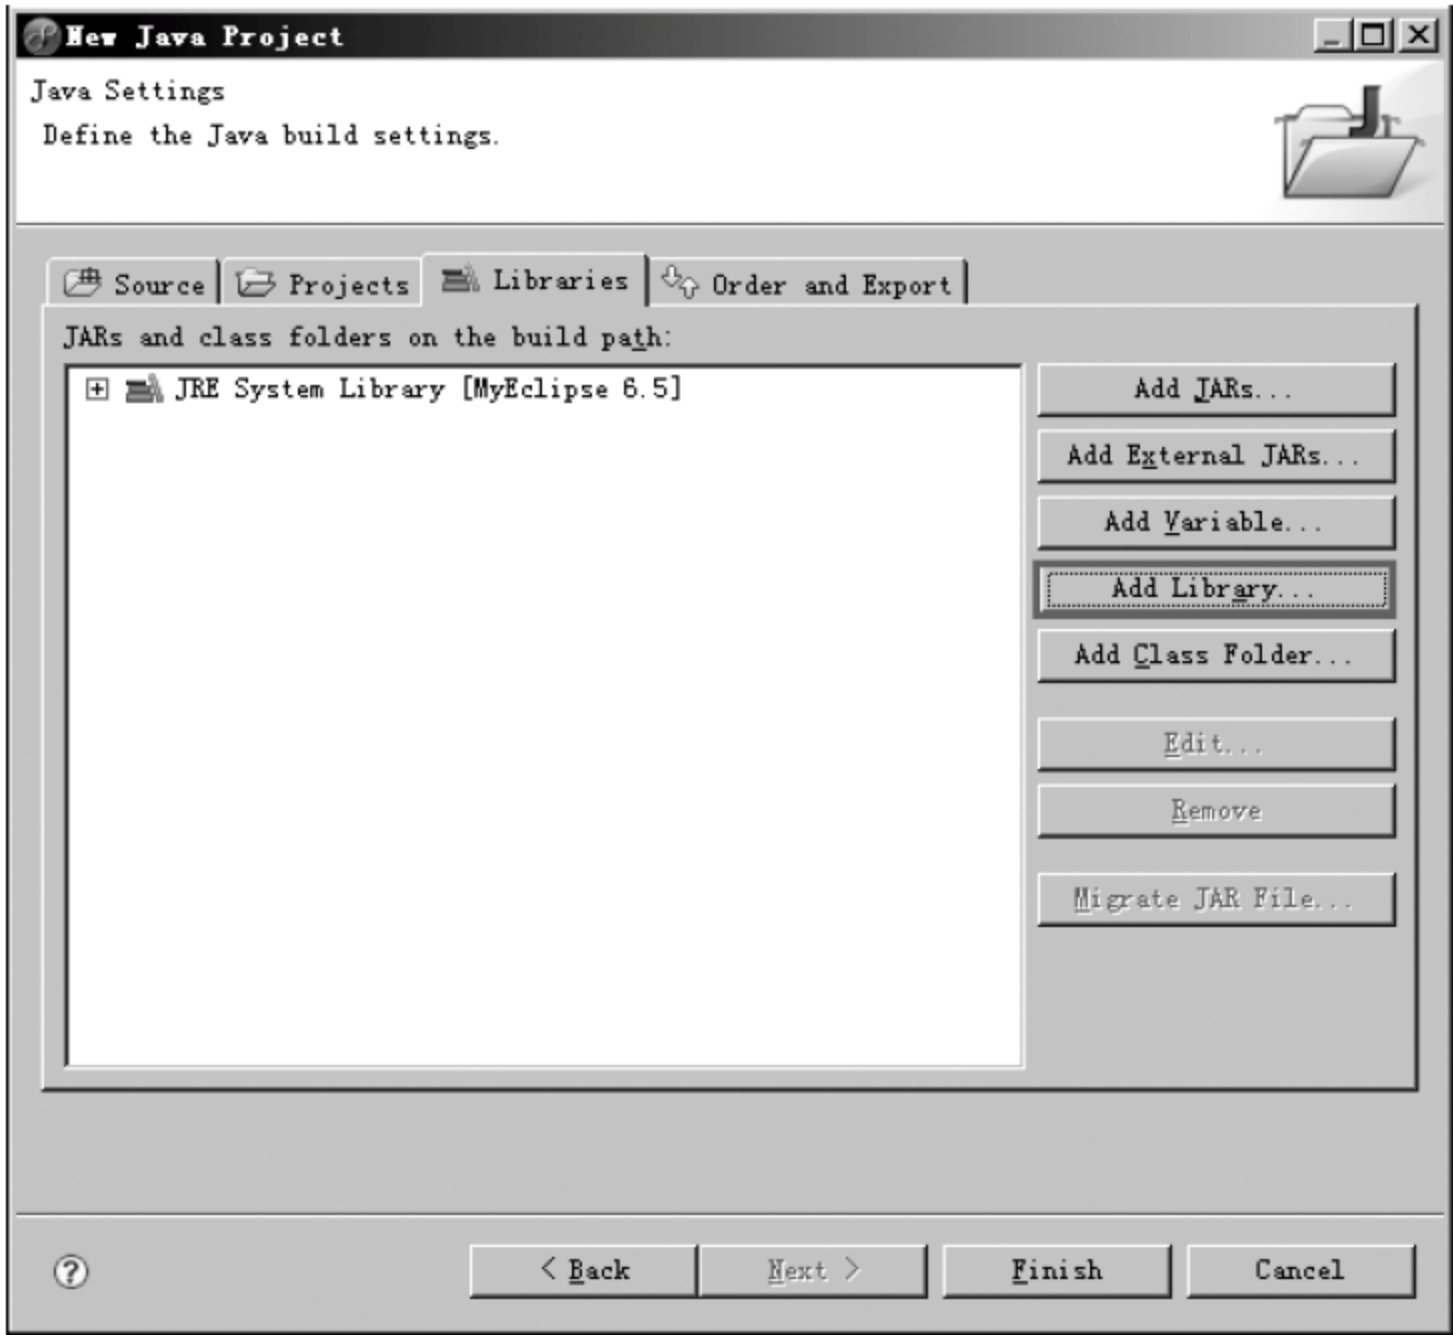 New Java Project
Java Settings
Define the Java build settings.
Source Projects Libraries Order and Export
JARs and class folders on the build path:
JRE System Library [MyEclipse 6.5]
Add JARs...
Add External JARs...
Add Variable...
Add Library...
Add Class Folder...
Edit...
Remove
Migrate JAR File...
< Back Next > Finish Cancel